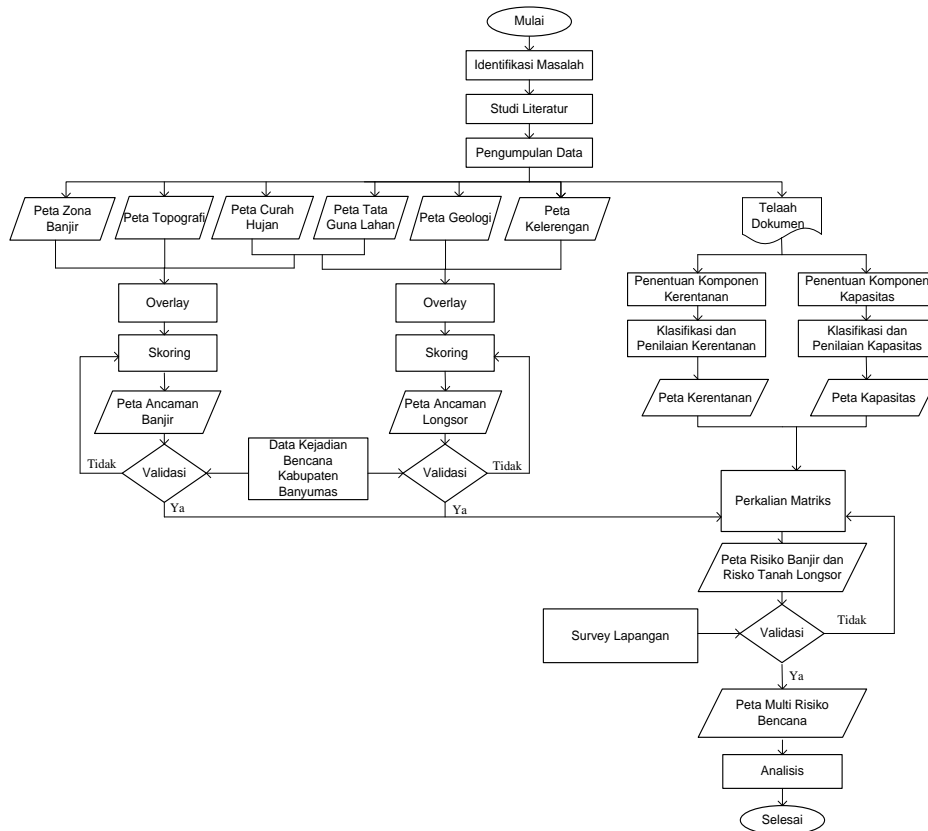 Mulai
Identifikasi Masalah
Studi Literatur
Pengumpulan Data
Peta Zona
Banjir
Peta Topografi
Peta Curah
Hujan
Peta Tata
Guna Lahan
Peta Geologi
Peta
Kelerengan
Telaah
Dokumen
Penentuan Komponen
Kerentanan
Penentuan Komponen
Kapasitas
Overlay
Overlay
Skoring
Skoring
Klasifikasi dan
Penilaian Kerentanan
Klasifikasi dan
Penilaian Kapasitas
Peta Ancaman
Banjir
Peta Ancaman
Longsor
Peta Kerentanan
Peta Kapasitas
Tidak
Validasi
Data Kejadian
Bencana
Kabupaten
Banyumas
Validasi
Tidak
Ya
Ya
Perkalian Matriks
Peta Risiko Banjir dan
Risko Tanah Longsor
Survey Lapangan
Validasi
Tidak
Ya
Peta Multi Risiko
Bencana
Analisis
Selesai